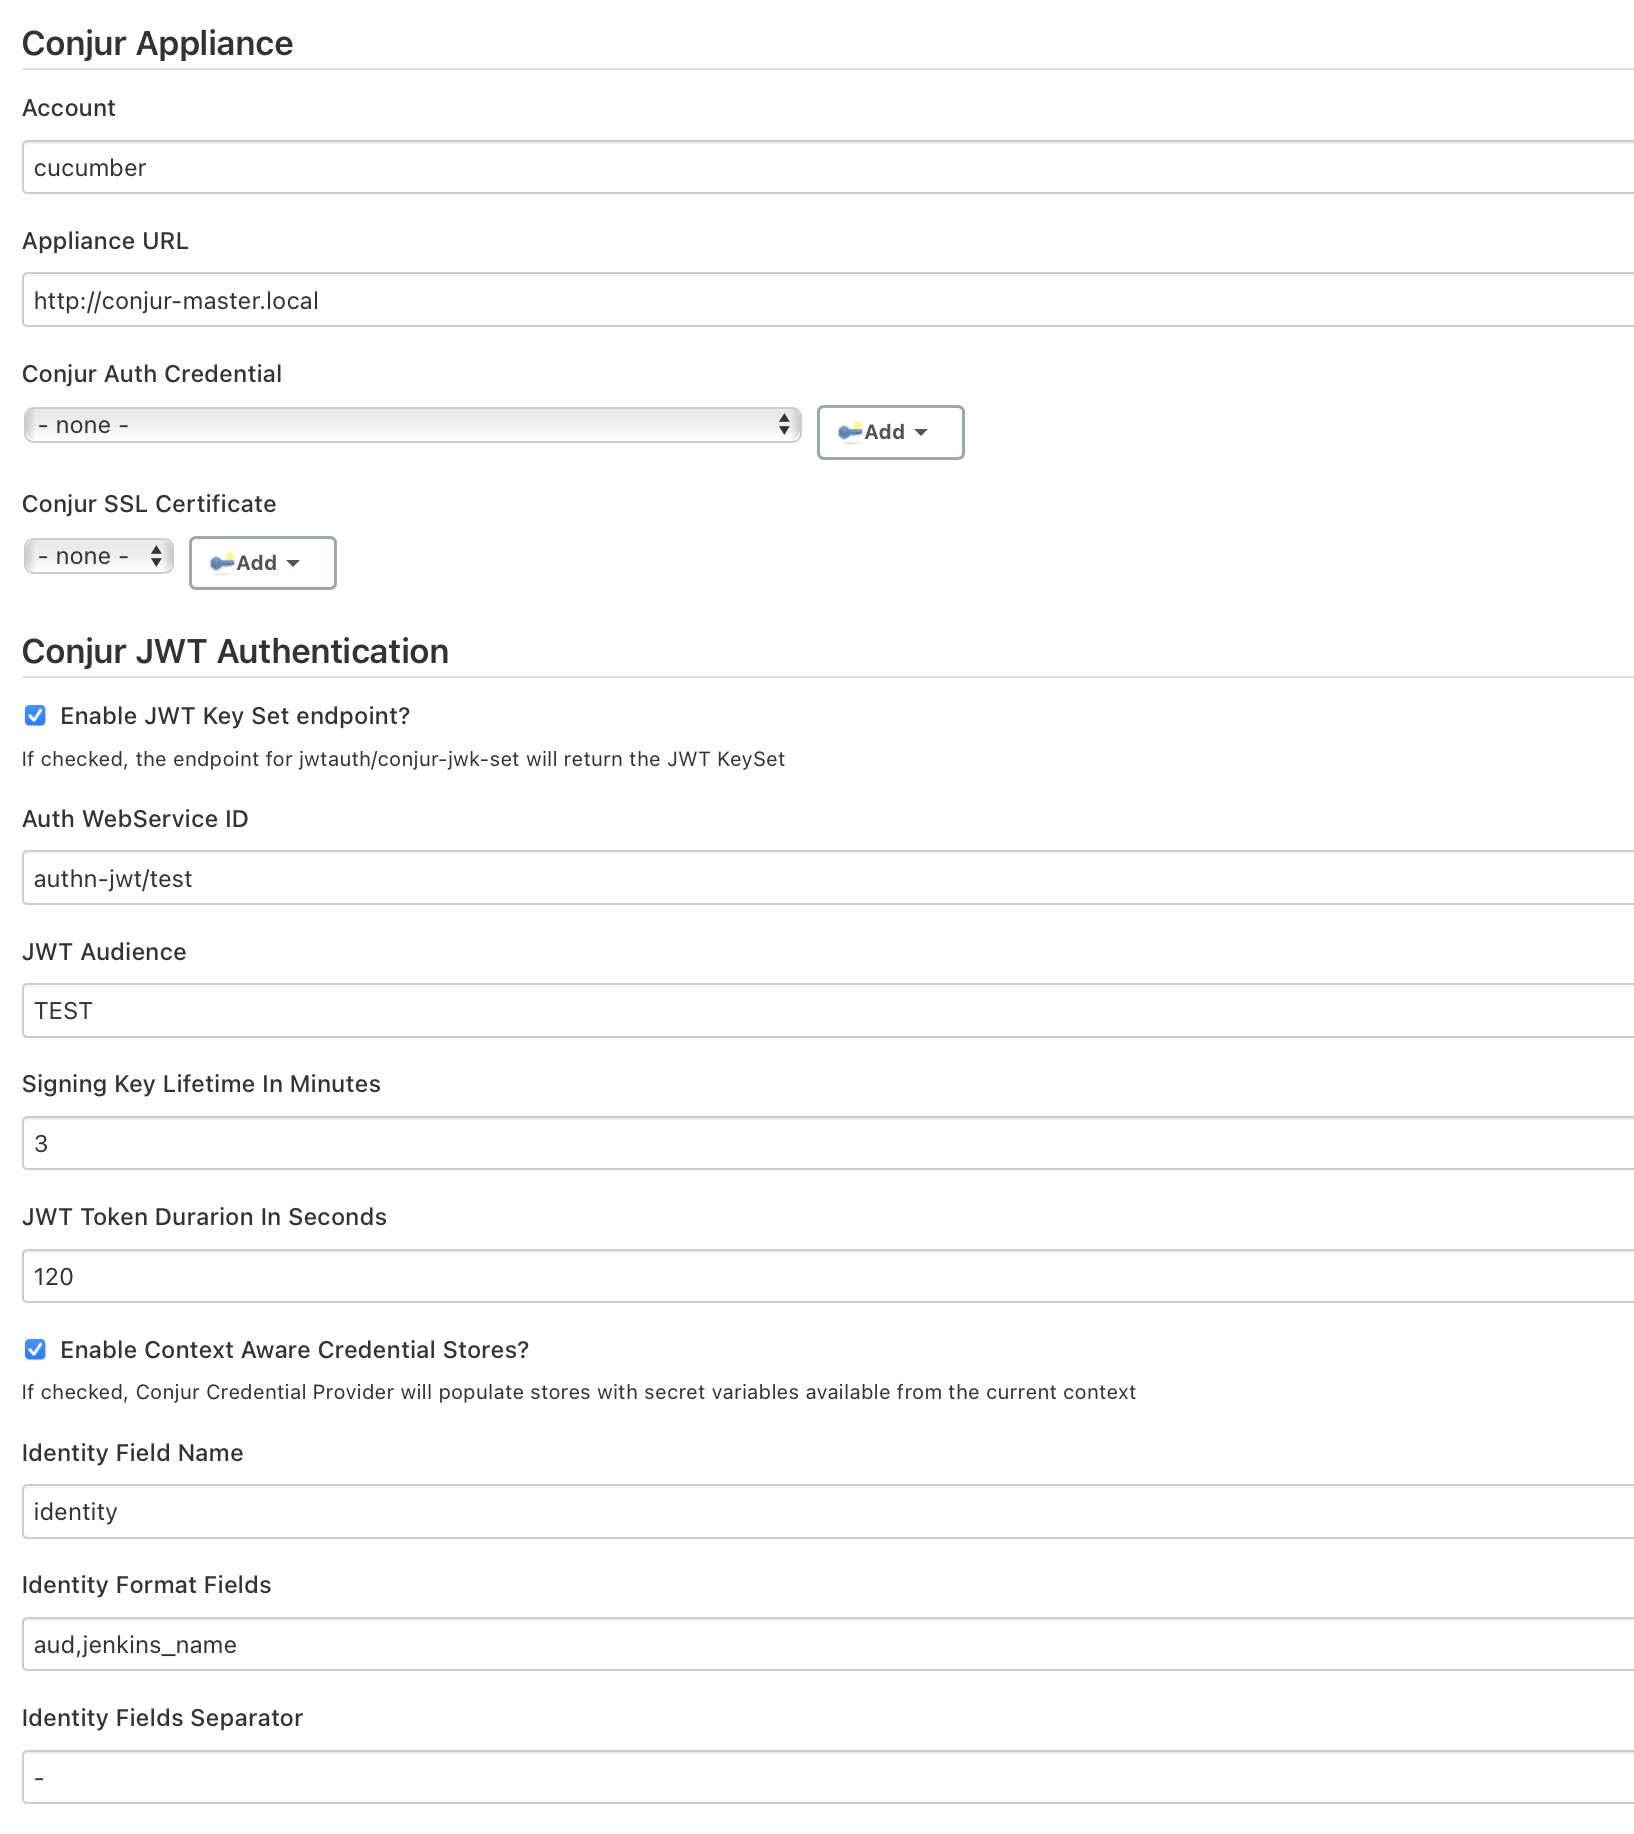 Conjur Appliance
Account
cucumber
Appliance URL
http://conjur-master.local
Conjur Auth Credential
- none -
Add
Conjur SSL Certificate
- none -
Add
Conjur JWT Authentication
Enable JWT Key Set endpoint?
If checked, the endpoint for jwtauth/conjur-jwk-set will return the JWT KeySet
Auth WebService ID
authn-jwt/test
JWT Audience
TEST
Signing Key Lifetime In Minutes
3
JWT Token Durarion In Seconds
120
Enable Context Aware Credential Stores?
If checked, Conjur Credential Provider will populate stores with secret variables available from the current context
Identity Field Name
identity
Identity Format Fields
aud,jenkins_name
Identity Fields Separator
-